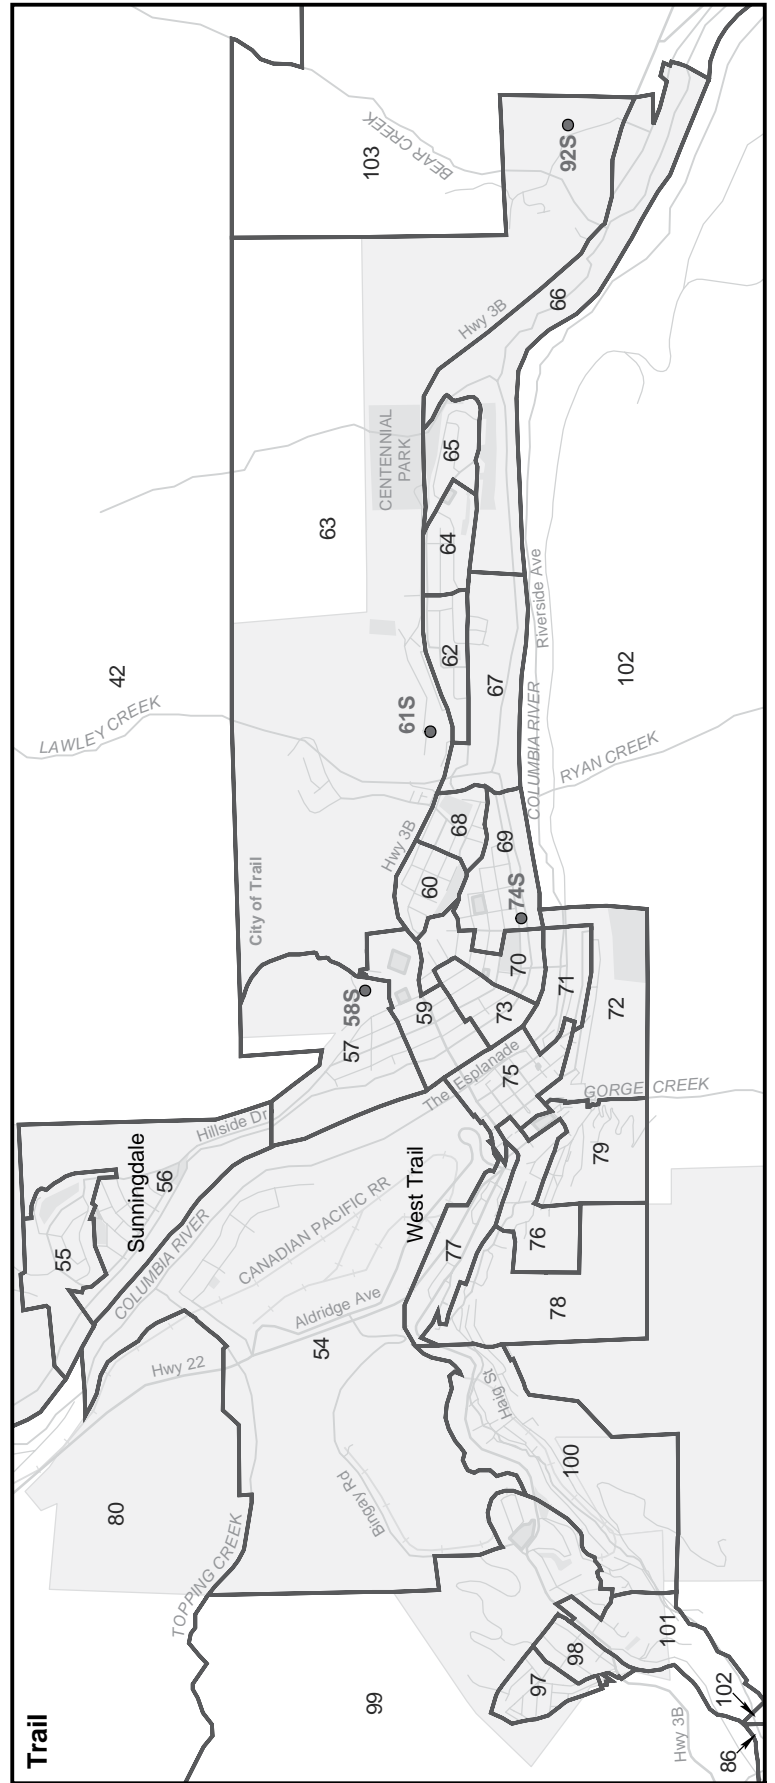 Trail
103
BEAR CREEK
92S
66
Hwy 3B
CENTENNIAL
PARK
65
63
64
Riverside Ave
62
102
42
67
61S
LAWLEY CREEK
COLUMBIA RIVER
RYAN CREEK
68
69
Hwy 3B
60
City of Trail
74S
70
71
58S
59
73
72
57
75
The Esplanade
GORGE CREEK
Hillside Dr
79
Sunningdale
56
West Trail
76
77
55
COLUMBIA RIVER
CANADIAN PACIFIC RR
78
Aldridge Ave
54
Hwy 22
Haig St
100
80
Bingay Rd
TOPPING CREEK
101
98
97
99
102
Hwy 3B
86